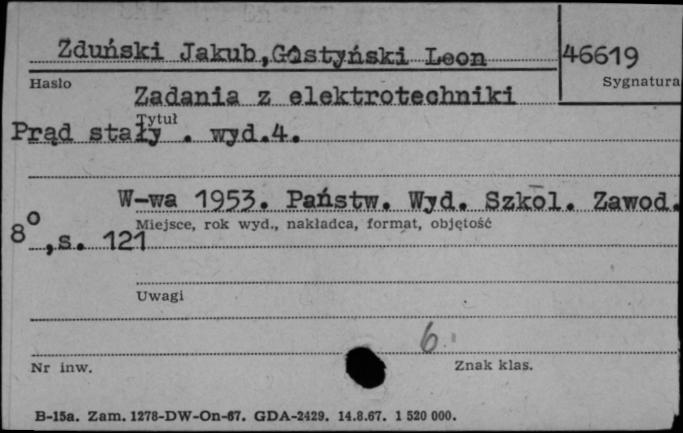 Zduński Jakub, Gostyński Leon
46619
Hasło
Sygnatura
Zadania z elektrotechniki
Tytuł
Prąd stały . wyd.4.
W-wa 1953. Państw. Wyd. Szkol. Zawod.
Miejsce, rok wyd., nakładca, format, objętość
8° ,s. 121
Uwagi
6.
Nr inw.
Znak klas.
B-15a. Zam. 1278-DW-On-67. GDA-2429. 14.8.67. 1 520 000.